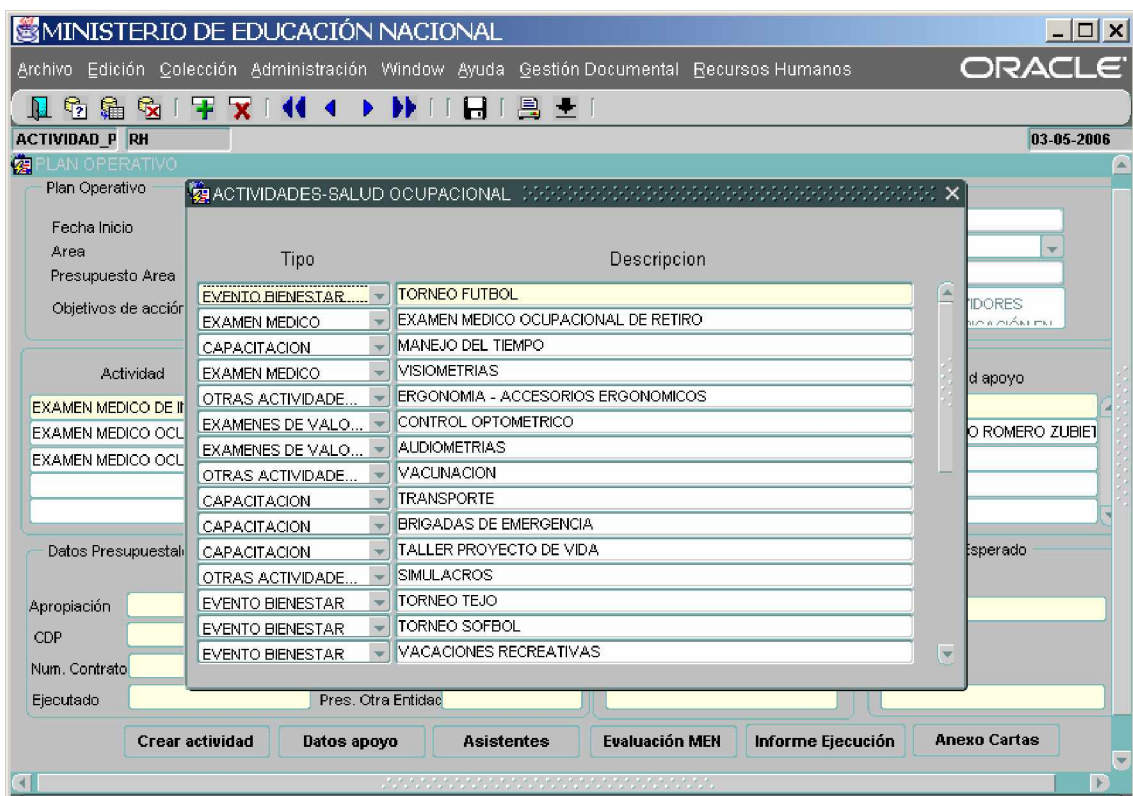 MINISTERIO DE EDUCACIÓN NACIONAL
Archivo Edición Colección Administración Window Ayuda Gestión Documental Recursos Humanos ORACLE
ACTIVIDAD_P RH 03-05-2006
PLAN OPERATIVO
Plan Operativo
Fecha Inicio
Area
Presupuesto Area
Objetivos de acción
IDORES
ACTIVIDADES-SALUD OCUPACIONAL
Tipo Descripcion
EVENTO BIENESTAR TORNEO FUTBOL
EXAMEN MEDICO EXAMEN MEDICO OCUPACIONAL DE RETIRO
CAPACITACION MANEJO DEL TIEMPO
EXAMEN MEDICO VISIOMETRIAS
OTRAS ACTIVIDADE... ERGONOMIA - ACCESORIOS ERGONOMICOS
EXAMENES DE VALO... CONTROL OPTOMETRICO
EXAMENES DE VALO... AUDIOMETRIAS
OTRAS ACTIVIDADE... VACUNACION
CAPACITACION TRANSPORTE
CAPACITACION BRIGADAS DE EMERGENCIA
CAPACITACION TALLER PROYECTO DE VIDA
OTRAS ACTIVIDADE... SIMULACROS
EVENTO BIENESTAR TORNEO TEJO
EVENTO BIENESTAR TORNEO SOFBOL
EVENTO BIENESTAR VACACIONES RECREATIVAS
Actividad d apoyo
EXAMEN MEDICO DE
EXAMEN MEDICO OCU O ROMERO ZUBIET
EXAMEN MEDICO OCU
Datos Presupuestal Esperado
Apropiación
CDP
Num. Contrato
Ejecutado Pres. Otra Entidac
Crear actividad Datos apoyo Asistentes Evaluación MEN Informe Ejecución Anexo Cartas